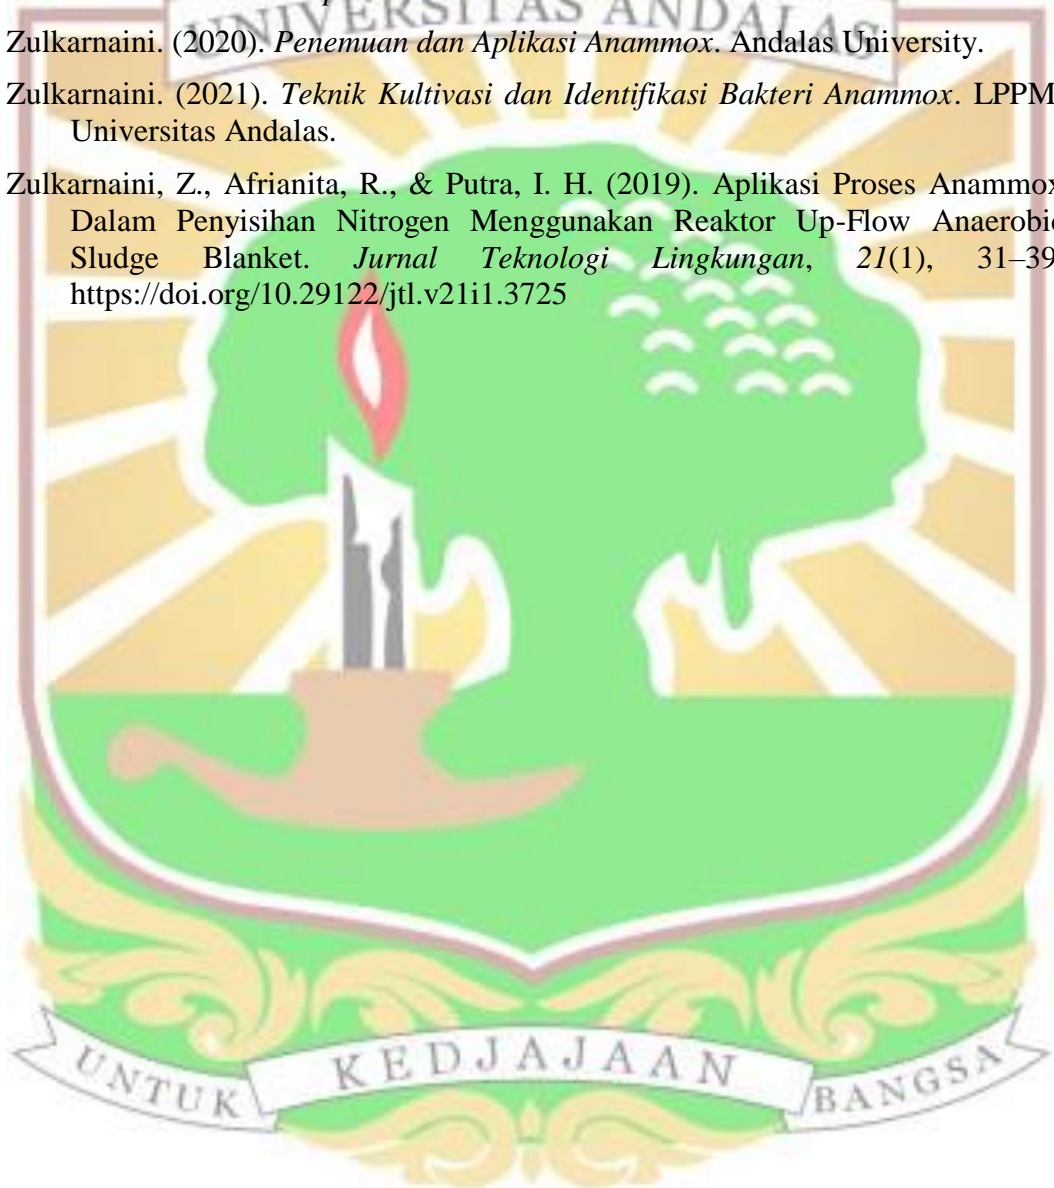 UNIVERSITAS ANDALAS
Zulkarnaini. (2020). Penemuan dan Aplikasi Anammox. Andalas University.
Zulkarnaini. (2021). Teknik Kultivasi dan Identifikasi Bakteri Anammox. LPPM
Universitas Andalas.
Zulkarnaini, Z., Afrianita, R., & Putra, I. H. (2019). Aplikasi Proses Anammox
Dalam Penyisihan Nitrogen Menggunakan Reaktor Up-Flow Anaerobic
Sludge Blanket. Jurnal Teknologi Lingkungan, 21(1), 31–39
https://doi.org/10.29122/jtl.v21i1.3725
UNTUK KEDJAJAAN BANGSA